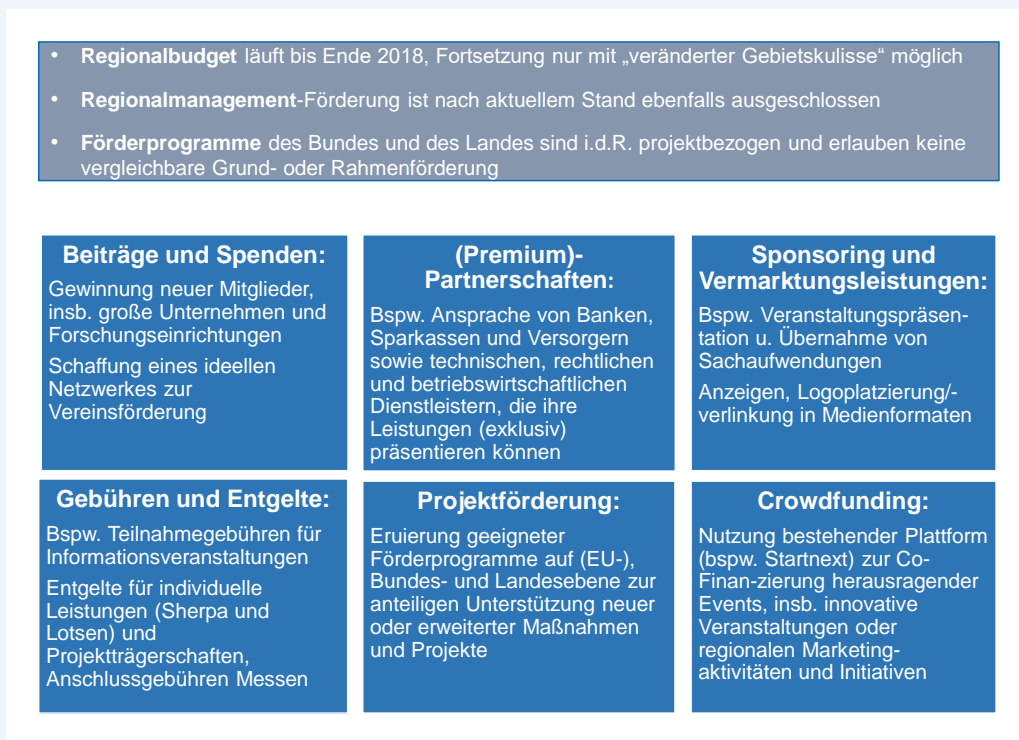 • Regionalbudget läuft bis Ende 2018, Fortsetzung nur mit „veränderter Gebietskulisse“ möglich
• Regionalmanagement-Förderung ist nach aktuellem Stand ebenfalls ausgeschlossen
• Förderprogramme des Bundes und des Landes sind i.d.R. projektbezogen und erlauben keine
vergleichbare Grund- oder Rahmenförderung
Beiträge und Spenden:
Gewinnung neuer Mitglieder,
insb. große Unternehmen und
Forschungseinrichtungen
Schaffung eines ideellen
Netzwerkes zur
Vereinsförderung
(Premium)-
Partnerschaften:
Bspw. Ansprache von Banken,
Sparkassen und Versorgern
sowie technischen, rechtlichen
und betriebswirtschaftlichen
Dienstleistern, die ihre
Leistungen (exklusiv)
präsentieren können
Sponsoring und
Vermarktungsleistungen:
Bspw. Veranstaltungspräsen-
tation u. Übernahme von
Sachaufwendungen
Anzeigen, Logoplatzierung/-
verlinkung in Medienformaten
Gebühren und Entgelte:
Bspw. Teilnahmegebühren für
Informationsveranstaltungen
Entgelte für individuelle
Leistungen (Sherpa und
Lotsen) und
Projektträgerschaften,
Anschlussgebühren Messen
Projektförderung:
Eruierung geeigneter
Förderprogramme auf (EU-),
Bundes- und Landesebene zur
anteiligen Unterstützung neuer
oder erweiterter Maßnahmen
und Projekte
Crowdfunding:
Nutzung bestehender Plattform
(bspw. Startnext) zur Co-
Finan-zierung herausragender
Events, insb. innovative
Veranstaltungen oder
regionalen Marketing-
aktivitäten und Initiativen